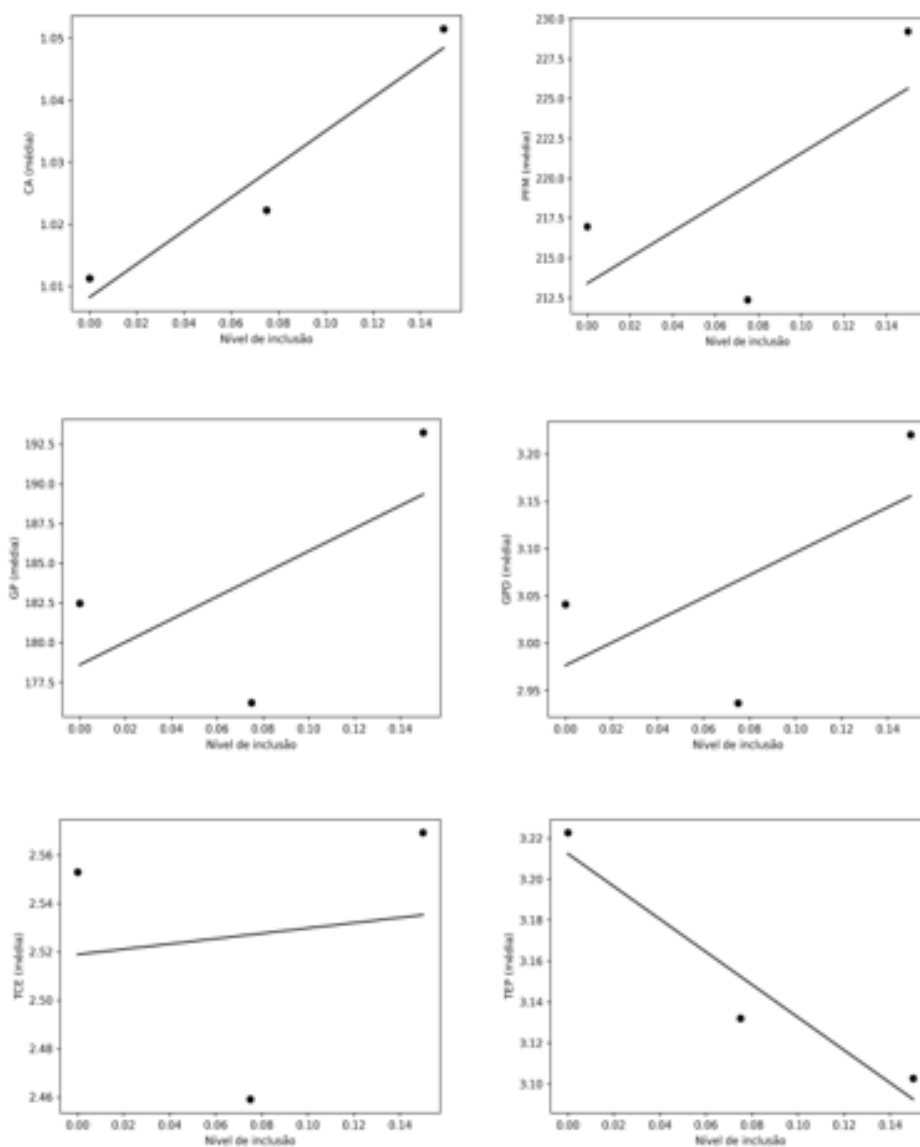 1.05
1.04
1.03
1.02
1.01
CA (média)
0.00 0.02 0.04 0.06 0.08 0.10 0.12 0.14
Nível de inclusão
230.0
227.5
225.0
222.5
220.0
217.5
215.0
212.5
PFM (média)
0.00 0.02 0.04 0.06 0.08 0.10 0.12 0.14
Nível de inclusão
192.5
190.0
187.5
185.0
182.5
180.0
177.5
GP (média)
0.00 0.02 0.04 0.06 0.08 0.10 0.12 0.14
Nível de inclusão
3.20
3.15
3.10
3.05
3.00
2.95
GPD (média)
0.00 0.02 0.04 0.06 0.08 0.10 0.12 0.14
Nível de inclusão
2.56
2.54
2.52
2.50
2.48
2.46
TCE (média)
0.00 0.02 0.04 0.06 0.08 0.10 0.12 0.14
Nível de inclusão
3.22
3.20
3.18
3.16
3.14
3.12
3.10
TEP (média)
0.00 0.02 0.04 0.06 0.08 0.10 0.12 0.14
Nível de inclusão